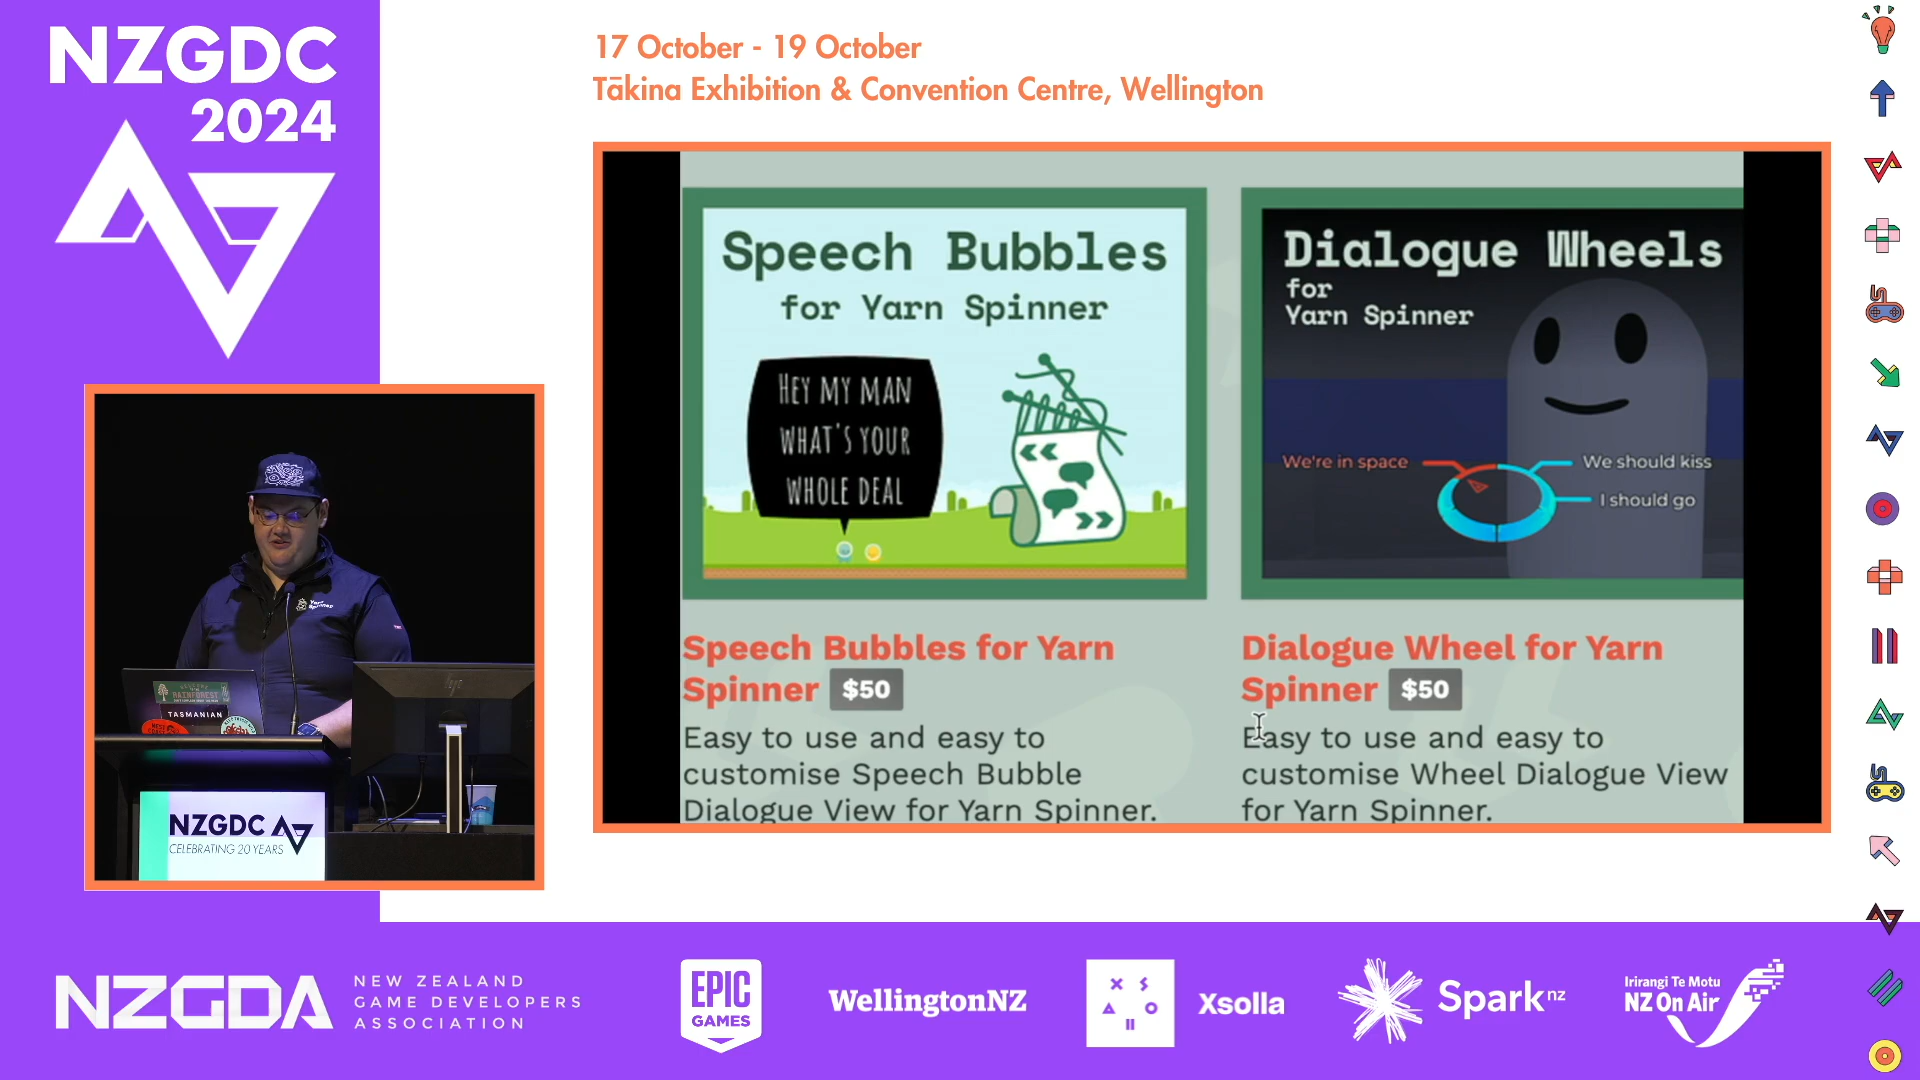 NZGDC
2024
17 October - 19 October
Tākina Exhibition & Convention Centre, Wellington
Speech Bubbles
for Yarn Spinner
HEY MY MAN
WHAT'S YOUR
WHOLE DEAL
Dialogue Wheels
for
Yarn Spinner
We're in space
We should kiss
I should go
Speech Bubbles for Yarn
Spinner $50
Easy to use and easy to
customise Speech Bubble
Dialogue View for Yarn Spinner.
Dialogue Wheel for Yarn
Spinner $50
Easy to use and easy to
customise Wheel Dialogue View
for Yarn Spinner.
Yarn
Spinner
RAINFOREST
TASMANIAN
hp
NZGDC
CELEBRATING 20 YEARS
NZGDA
NEW ZEALAND
GAME DEVELOPERS
ASSOCIATION
EPIC
GAMES
WellingtonNZ
XSOLLA
Xsolla
Spark nz
Irirangi Te Motu
NZ On Air